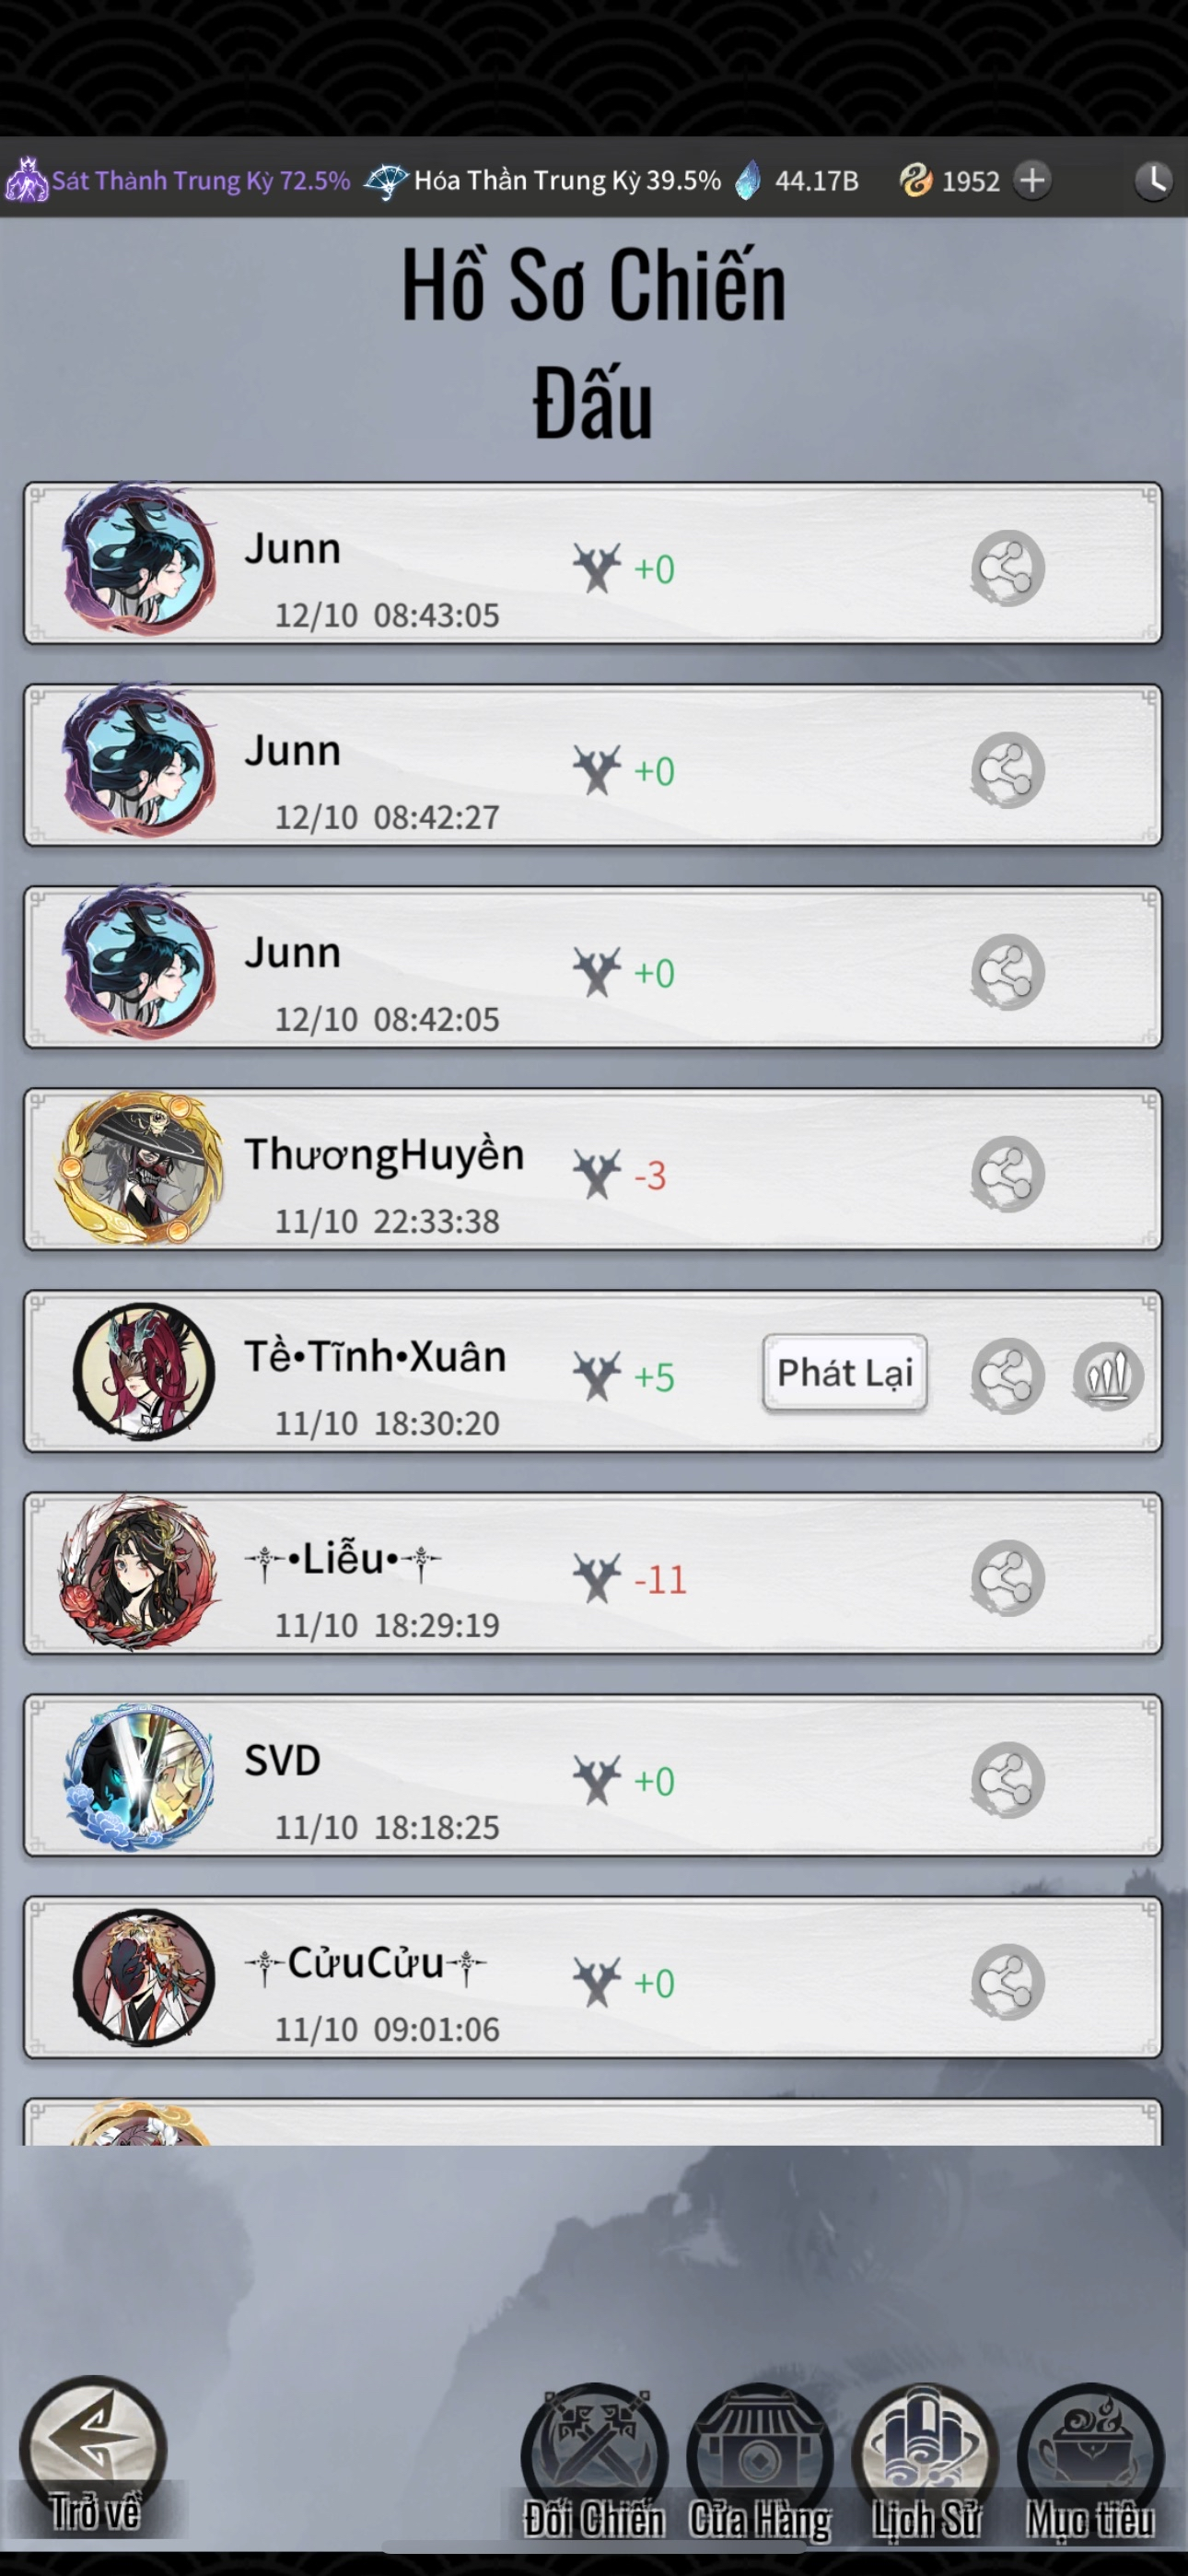 Sát Thành Trung Kỳ 72.5% Hóa Thần Trung Kỳ 39.5% 44.17B 1952
Hồ Sơ Chiến
Đấu
Junn
+0
12/10 08:43:05
Junn
+0
12/10 08:42:27
Junn
+0
12/10 08:42:05
ThươngHuyền
-3
11/10 22:33:38
Tề•Tĩnh•Xuân
+5
Phát Lại
11/10 18:30:20
•Liễu•
-11
11/10 18:29:19
SVD
+0
11/10 18:18:25
CửuCửu
+0
11/10 09:01:06
Trở về
Đối Chiến
Cửa Hàng
Lịch Sử
Mục tiêu